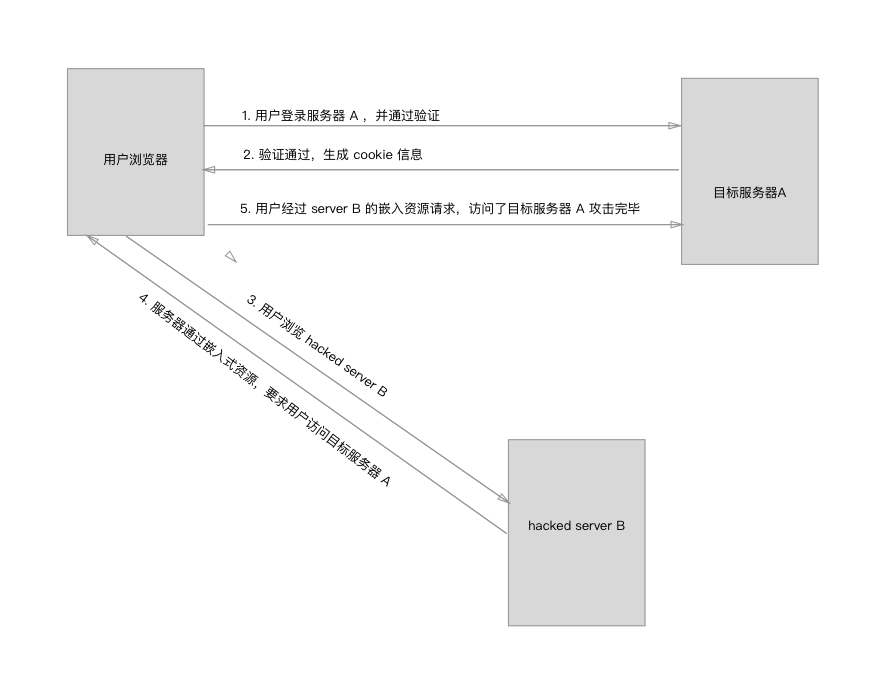 用户浏览器
1. 用户登录服务器 A ，并通过验证
2. 验证通过，生成 cookie 信息
目标服务器A
5. 用户经过 server B 的嵌入资源请求，访问了目标服务器 A 攻击完毕
3. 用户浏览 hacked server B
4. 服务器通过嵌入式资源，要求用户访问目标服务器 A
hacked server B